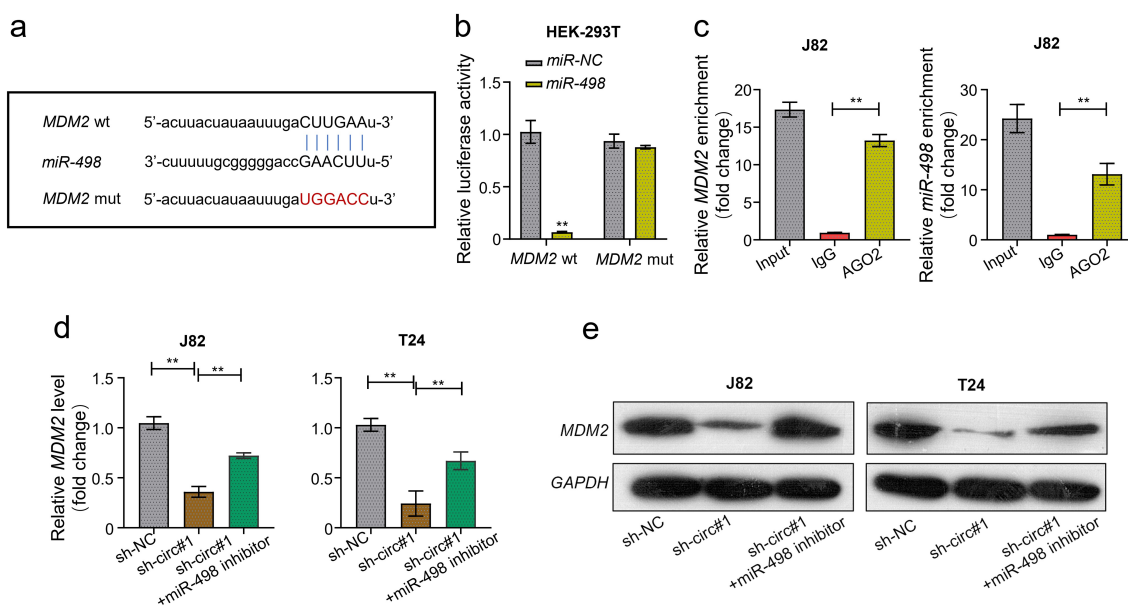 a
MDM2 wt 5’-acuuacuauaauuugaCUUGAAu-3’
miR-498 3’-cuuuuugcgggggaccGAACUUu-5’
MDM2 mut 5’-acuuacuauaauuugaUGGACCu-3’
b
HEK-293T
miR-NC
miR-498
Relative luciferase activity
1.5
1.0
0.5
0
**
MDM2 wt MDM2 mut
c
J82
Relative MDM2 enrichment
(fold change)
20
15
10
5
0
**
Input IgG AGO2
J82
Relative miR-498 enrichment
(fold change)
30
20
10
0
**
Input IgG AGO2
d
J82
Relative MDM2 level
(fold change)
1.5
1.0
0.5
0
** **
sh-NC
sh-circ#1
sh-circ#1
+miR-498 inhibitor
T24
1.5
1.0
0.5
0
** **
sh-NC
sh-circ#1
sh-circ#1
+miR-498 inhibitor
e
J82 T24
MDM2
GAPDH
sh-NC
sh-circ#1
sh-circ#1
+miR-498 inhibitor
sh-NC
sh-circ#1
sh-circ#1
+miR-498 inhibitor